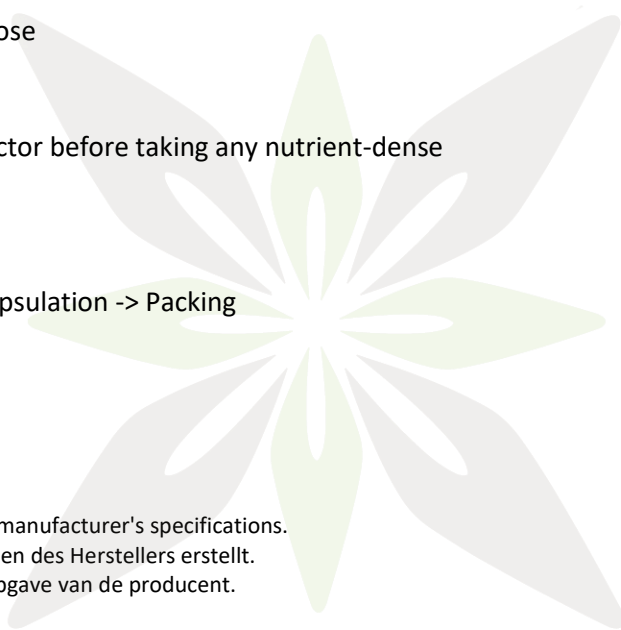 ose
ctor before taking any nutrient-dense
psulation -> Packing
manufacturer's specifications.
en des Herstellers erstellt.
ogave van de producent.